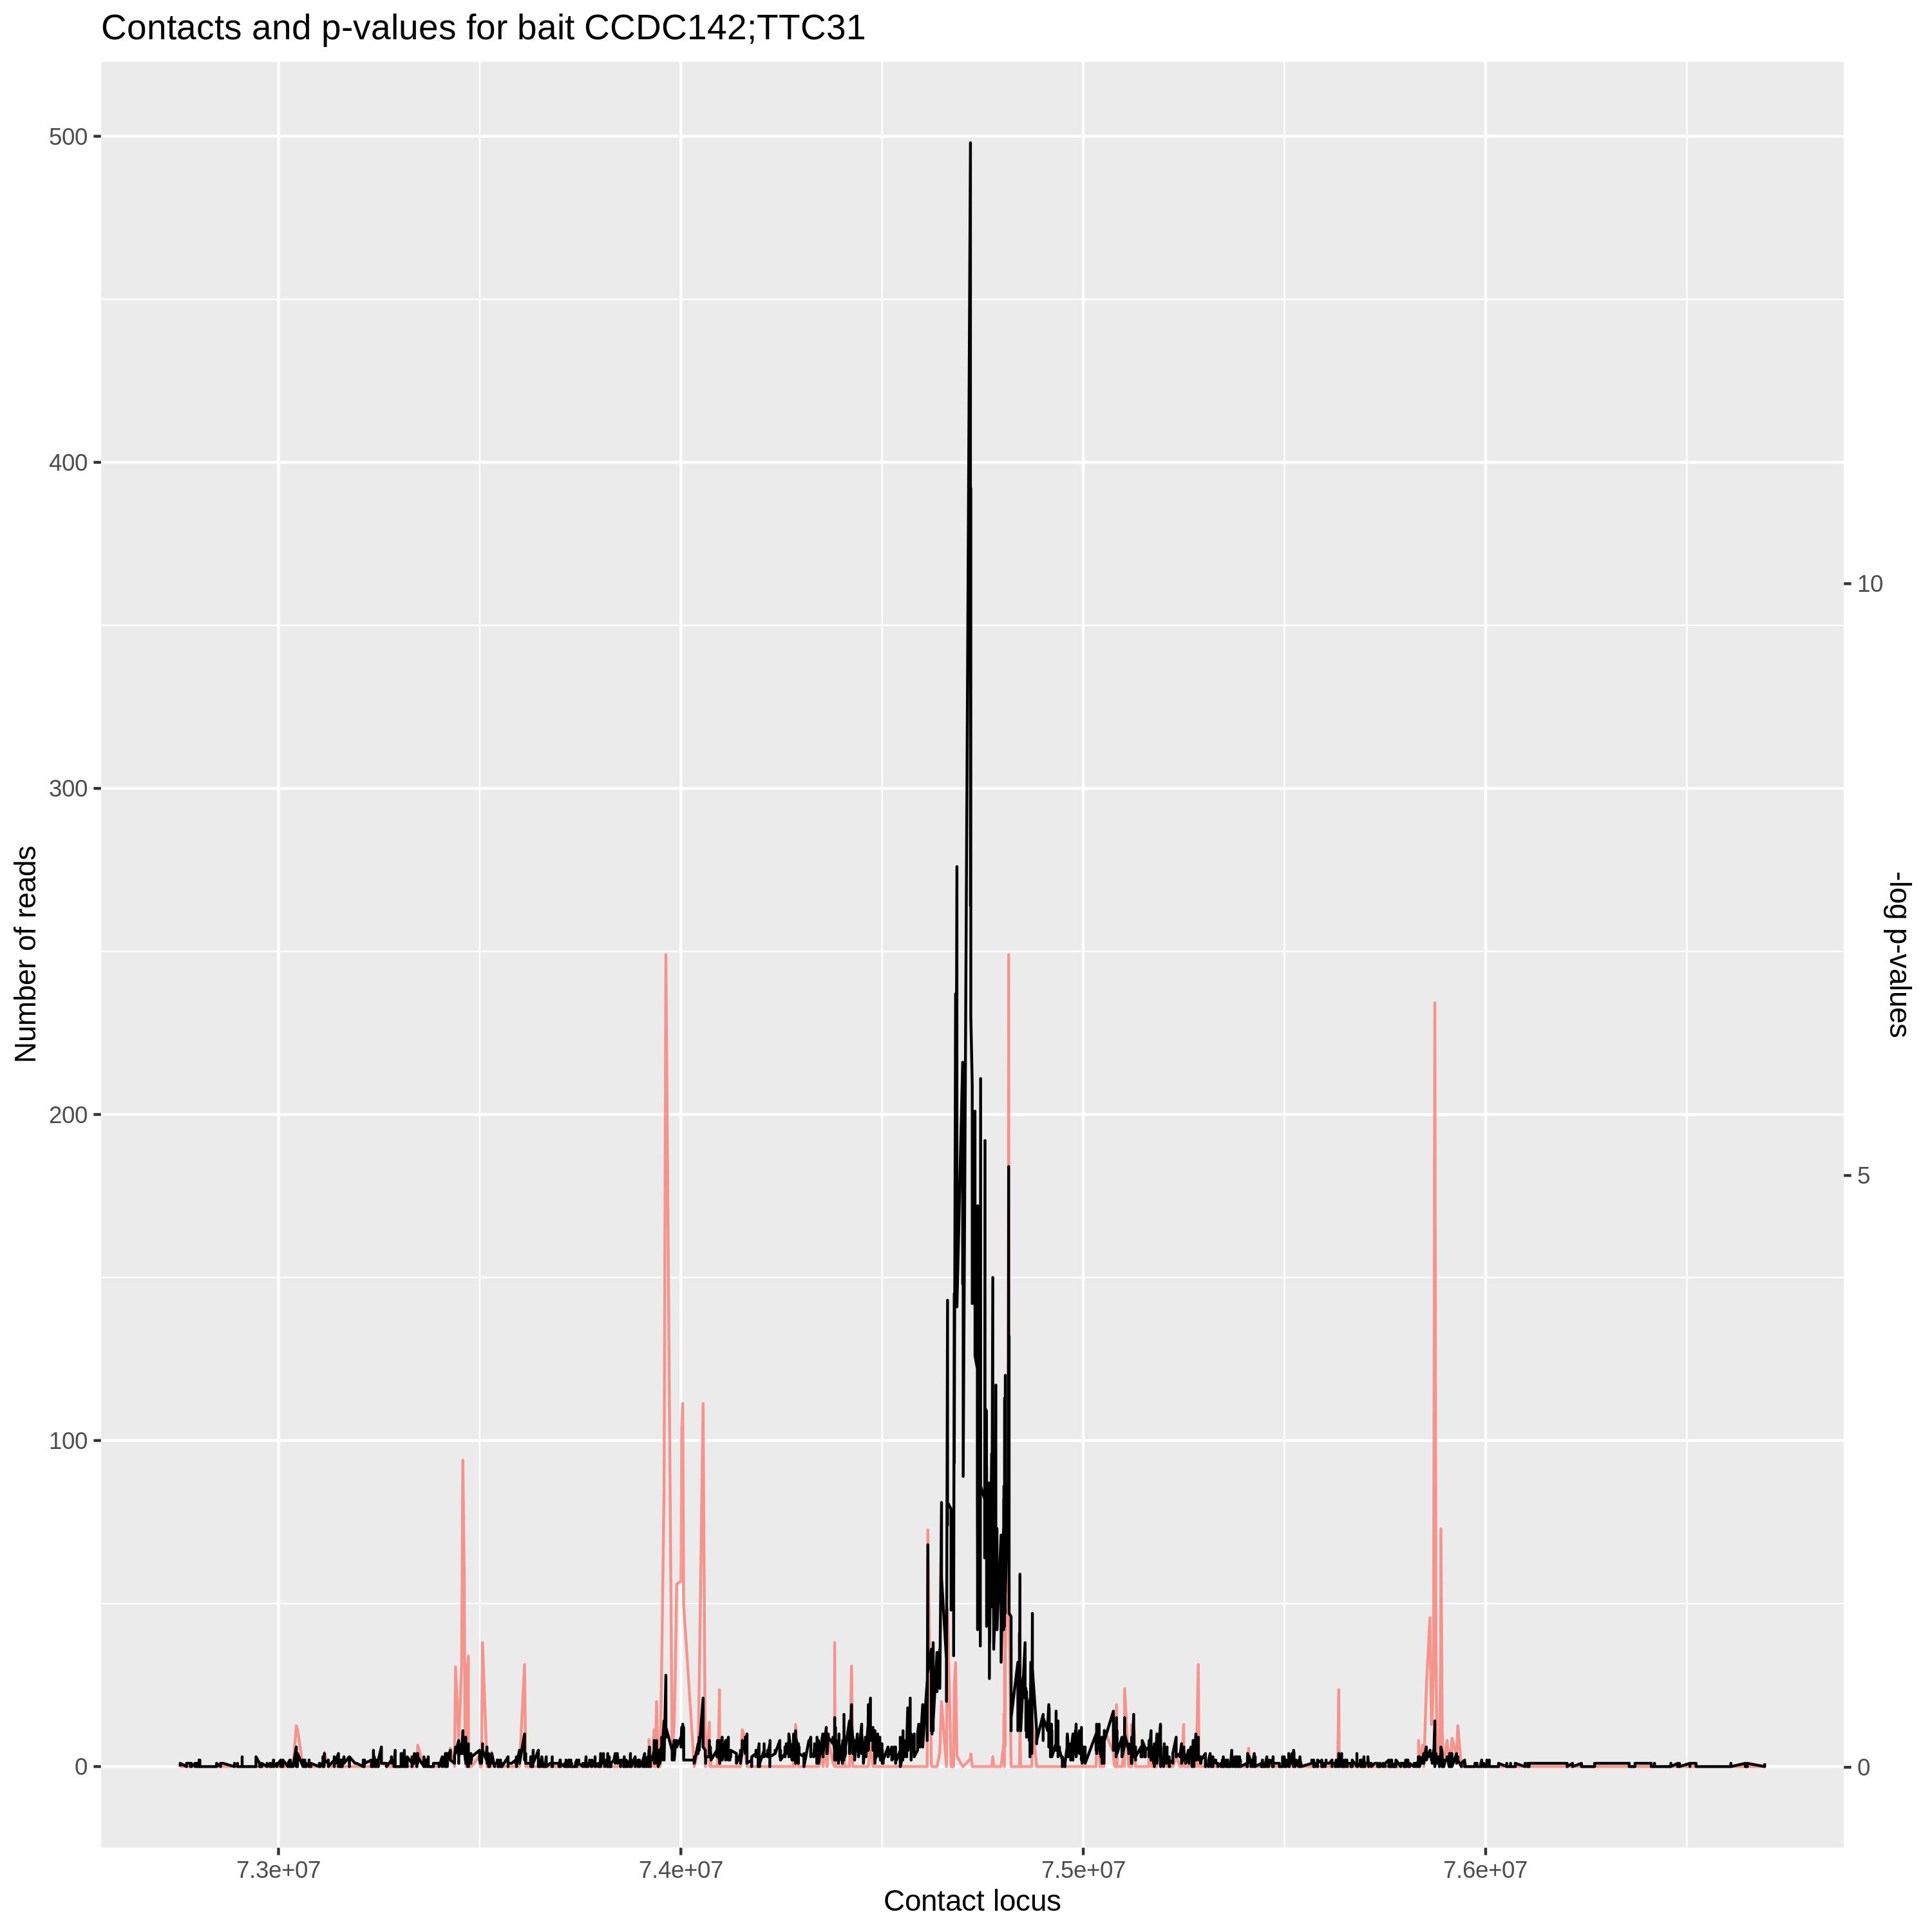 Contacts and p-values for bait CCDC142;TTC31
500
400
300
200
100
0
Number of reads
10
5
0
-log p-values
7.3e+07 7.4e+07 7.5e+07 7.6e+07
Contact locus